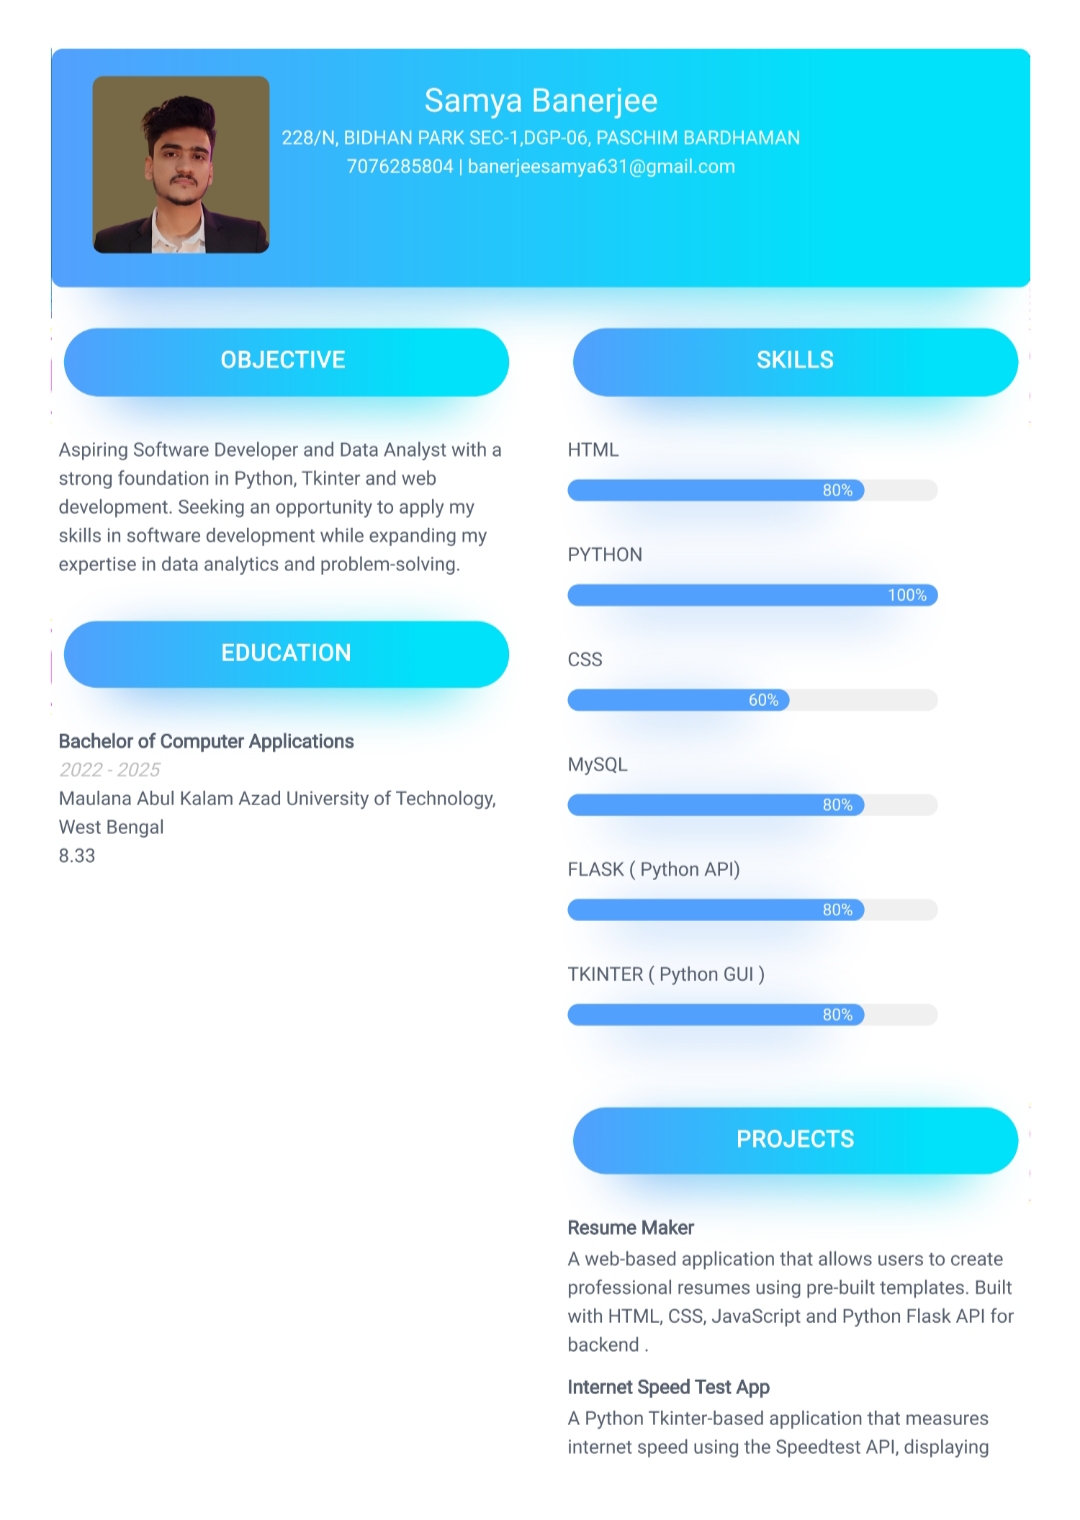 Samya Banerjee
228/N, BIDHAN PARK SEC-1,DGP-06, PASCHIM BARDHAMAN
7076285804 | banerjeesamya631@gmail.com
OBJECTIVE
Aspiring Software Developer and Data Analyst with a
strong foundation in Python, Tkinter and web
development. Seeking an opportunity to apply my
skills in software development while expanding my
expertise in data analytics and problem-solving.
EDUCATION
Bachelor of Computer Applications
2022 - 2025
Maulana Abul Kalam Azad University of Technology,
West Bengal
8.33
SKILLS
HTML
80%
PYTHON
100%
CSS
60%
MySQL
80%
FLASK ( Python API)
80%
TKINTER ( Python GUI )
80%
PROJECTS
Resume Maker
A web-based application that allows users to create
professional resumes using pre-built templates. Built
with HTML, CSS, JavaScript and Python Flask API for
backend .
Internet Speed Test App
A Python Tkinter-based application that measures
internet speed using the Speedtest API, displaying